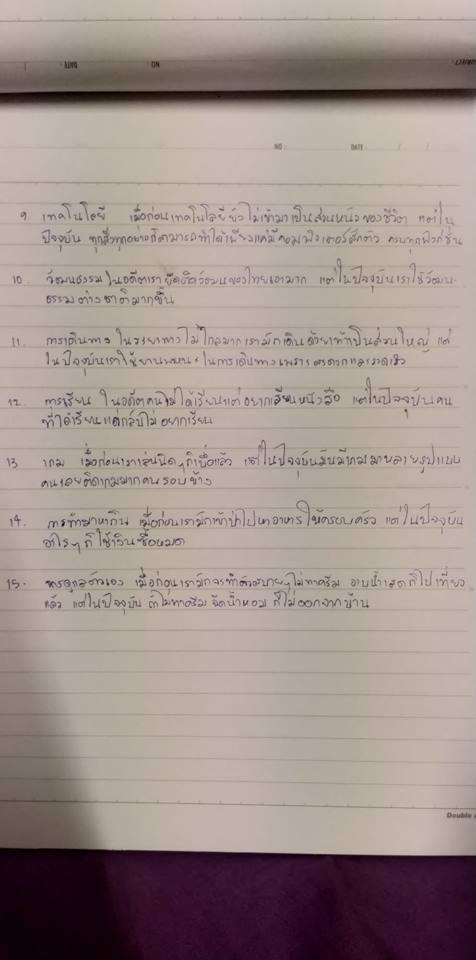 NO
DATE
NO
DATE
9. เทคโนโลยี เมื่อก่อนเทคโนโลยียังไม่เข้ามาเป็นส่วนหนึ่งของชีวิต แต่ใน
ปัจจุบัน ทุกสิ่งทุกอย่างก็สามารถทำได้เพียงแค่มีคอมพิวเตอร์สักตัว ครบทุกฟังก์ชั่น
10. วัฒนธรรม ในอดีตเรายึดติดวัฒนของไทยเอามาก แต่ในปัจจุบันเราใช้วัฒน-
ธรรมต่างชาติมากขึ้น
11. การเดินทาง ในระยะทางไม่ไกลมากเรามักเดินด้วยเท้าเป็นส่วนใหญ่ แต่
ในปัจจุบันเราใช้ยานพาหนะในการเดินทางเพราะสะดวกและรวดเร็ว
12. การเรียน ในอดีตคนไม่ได้เรียนแต่อยากเรียนหนังสือ แต่ในปัจจุบันคน
ที่ได้เรียนแต่กลับไม่อยากเรียน
13. เกม เมื่อก่อนเราเล่นนิดๆก็เบื่อแล้ว แต่ในปัจจุบันมันมีเกมมาหลายรูปแบบ
คนเลยติดเกมมากคนรอบข้าง
14. การทำมาหากิน เมื่อก่อนเรามักเข้าป่าไปหาอาหารให้ครอบครัว แต่ในปัจจุบัน
อะไรๆก็ใช้เงินซื้อหมด
15. การดูแลตัวเอง เมื่อก่อนเรามักจะทำตัวสบายๆไม่ทาครีม อาบน้ำเสร็จก็ไปเที่ยว
แล้ว แต่ในปัจจุบัน ถ้าไม่ทาครีม ฉีดน้ำหอม ก็ไม่ออกจากบ้าน
Double A